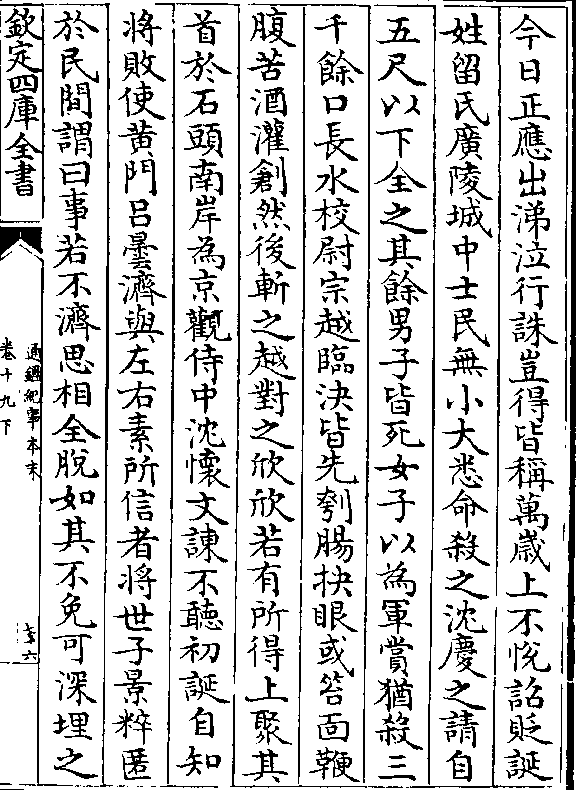 今日正應出涕泣行誅豈得皆稱萬歲上不悅詔貶誕
姓留氏廣陵城中士民無小大悉命殺之沈慶之請自
五尺以下全之其餘男子皆死女子以為軍賞猶殺三
千餘口長水校尉宗越臨決皆先刳腸抉眼或笞面鞭
腹苦酒灌創然後斬之越對之欣欣若有所得上聚其
首於石頭南岸為京觀侍中沈懷文諫不聽初誕自知
將敗使黃門呂曇濟與左右素所信者將世子景粹匿
於民間謂曰事若不濟思相全脫如其不免可深埋之
欽定四庫全書
通鑑紀事本末
卷十九下